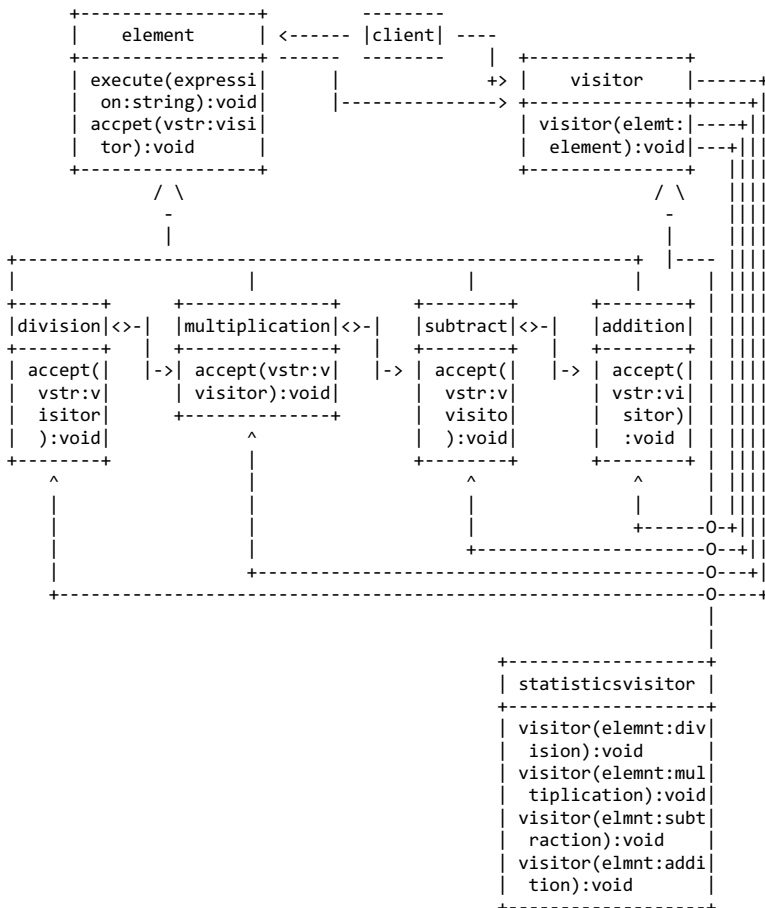 element
client
visitor
execute(expressi
on:string):void
accpet(vstr:visi
tor):void
visitor(elemt:
element):void
division
multiplication
subtract
addition
accept(
vstr:v
isitor
):void
accept(vstr:v
visitor):void
accept(
vstr:v
visito
):void
accept(
vstr:vi
sitor)
:void
statisticsvisitor
visitor(elemnt:div
ision):void
visitor(elemnt:mul
tiplication):void
visitor(elmnt:subt
raction):void
visitor(elmnt:addi
tion):void